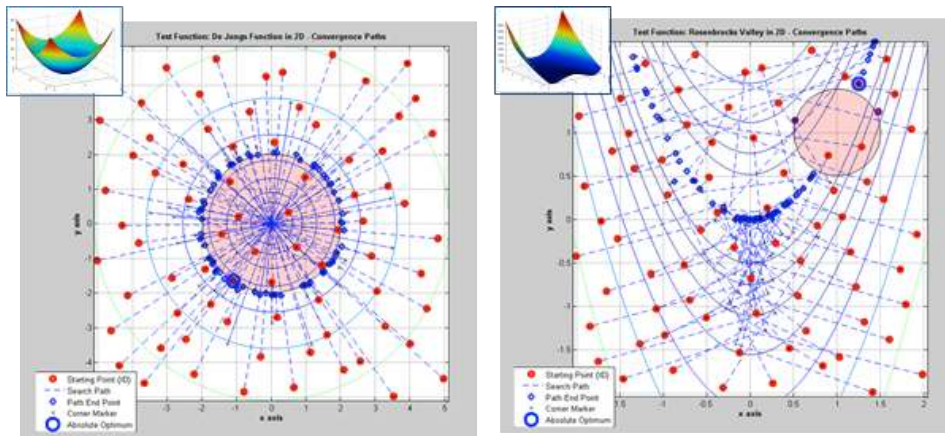 Test Function: De Jongs Function in 2D - Convergence Paths
y axis
4
3
2
1
0
-1
-2
-3
-4
-3
-2
-1
0
1
2
3
4
5
x axis
Starting Point (IO)
Search Path
Path End Point
Corner Marker
Absolute Optimum
Test Function: Rosenbrocks Valley in 2D - Convergence Paths
y axis
1
0.5
0
-0.5
-1
-1.5
-1
-0.5
0
0.5
1
1.5
2
x axis
Starting Point (IO)
Search Path
Path End Point
Corner Marker
Absolute Optimum